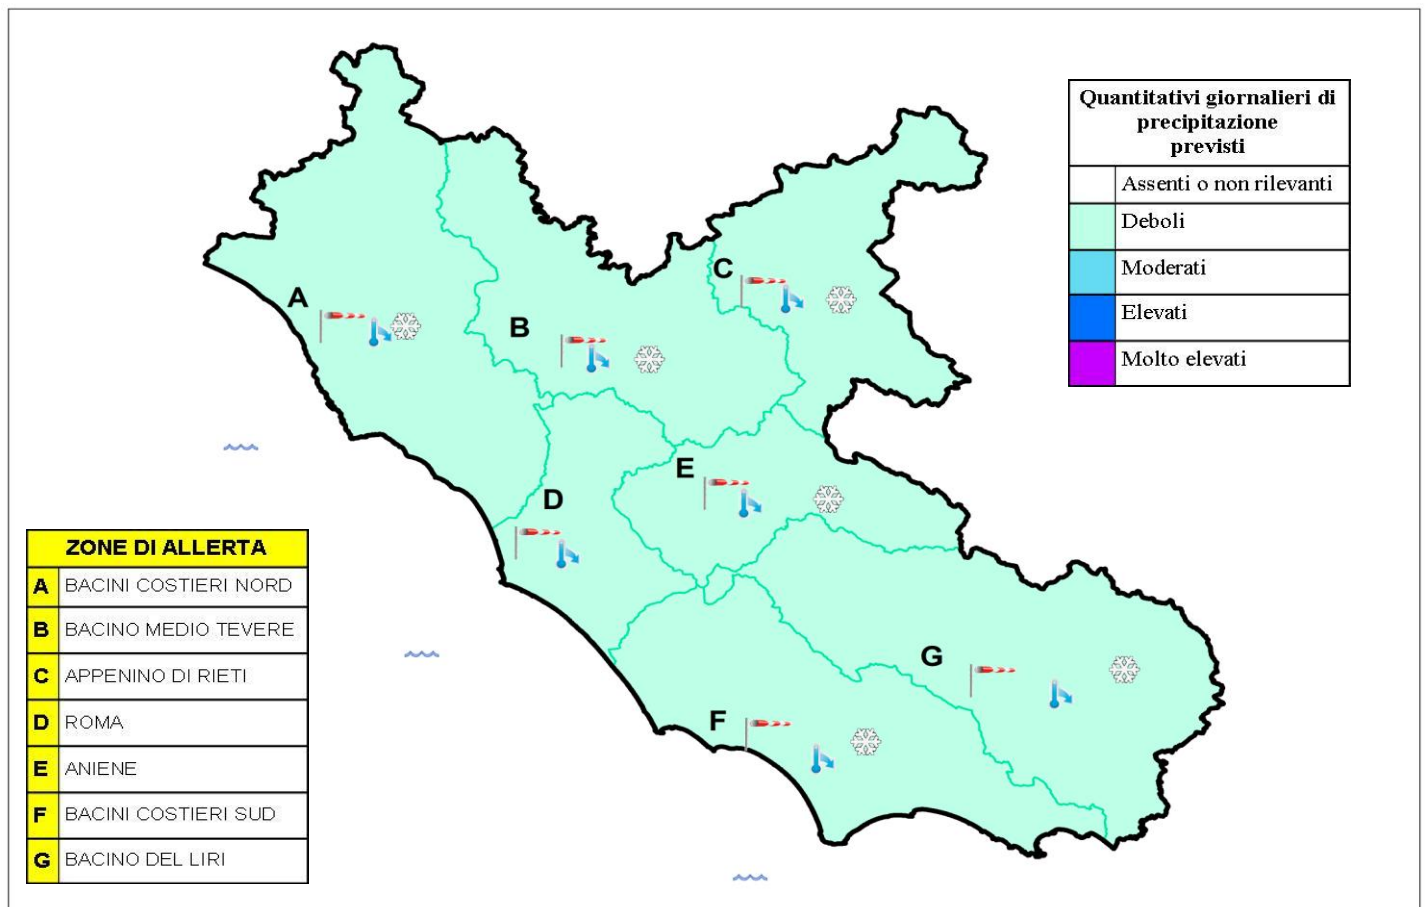 Quantitativi giornalieri di
precipitazione
previsti
Assenti o non rilevanti
Deboli
Moderati
Elevati
Molto elevati
C
A
B
E
D
G
F
ZONE DI ALLERTA
A BACINI COSTIERI NORD
B BACINO MEDIO TEVERE
C APPENINO DI RIETI
D ROMA
E ANIENE
F BACINI COSTIERI SUD
G BACINO DEL LIRI